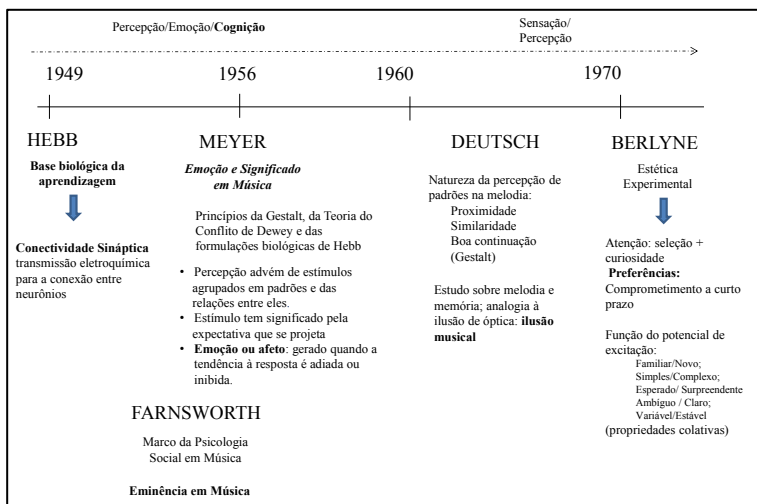 Percepção/Emoção/Cognição
Sensação/
Percepção
1949
1956
1960
1970
HEBB
Base biológica da
aprendizagem
Conectividade Sináptica
transmissão eletroquímica
para a conexão entre
neurônios
MEYER
Emoção e Significado
em Música
Princípios da Gestalt, da Teoria do
Conflito de Dewey e das
formulações biológicas de Hebb
• Percepção advém de estímulos
agrupados em padrões e das
relações entre eles.
• Estímulo tem significado pela
expectativa que se projeta
• Emoção ou afeto: gerado quando a
tendência à resposta é adiada ou
inibida.
FARNSWORTH
Marco da Psicologia
Social em Música
Eminência em Música
DEUTSCH
Natureza da percepção de
padrões na melodia:
Proximidade
Similaridade
Boa continuação
(Gestalt)
Estudo sobre melodia e
memória; analogia à
ilusão de óptica: ilusão
musical
BERLYNE
Estética
Experimental
Atenção: seleção +
curiosidade
Preferências:
Comprometimento a curto
prazo
Função do potencial de
excitação:
Familiar/Novo;
Simples/Complexo;
Esperado/ Surpreendente
Ambíguo / Claro;
Variável/Estável
(propriedades colativas)